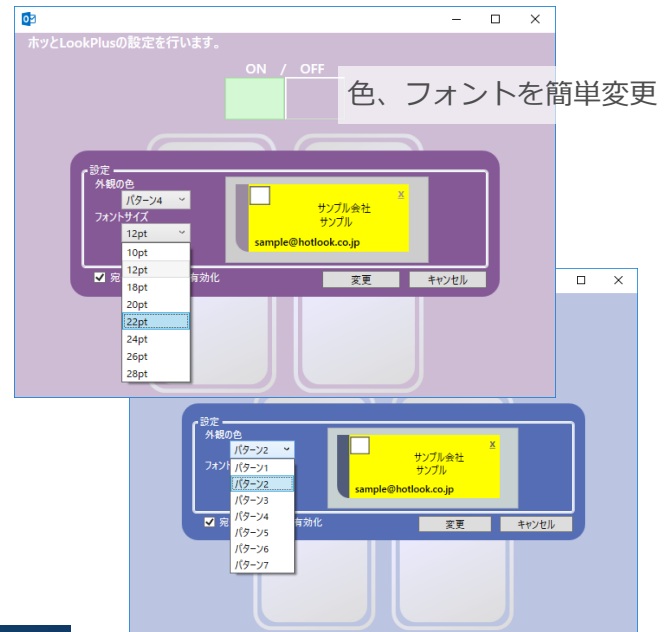 ホッとLookPlusの設定を行います。
ON / OFF
色、フォントを簡単変更
設定
外観の色
パターン4
フォントサイズ
12pt
10pt
12pt
18pt
20pt
22pt
24pt
26pt
28pt
x
サンプル会社
サンプル
sample@hotlook.co.jp
宛 有効化
変更
キャンセル
設定
外観の色
パターン2
フォント
パターン1
パターン2
パターン3
パターン4
パターン5
パターン6
パターン7
x
サンプル会社
サンプル
sample@hotlook.co.jp
宛 有効化
変更
キャンセル